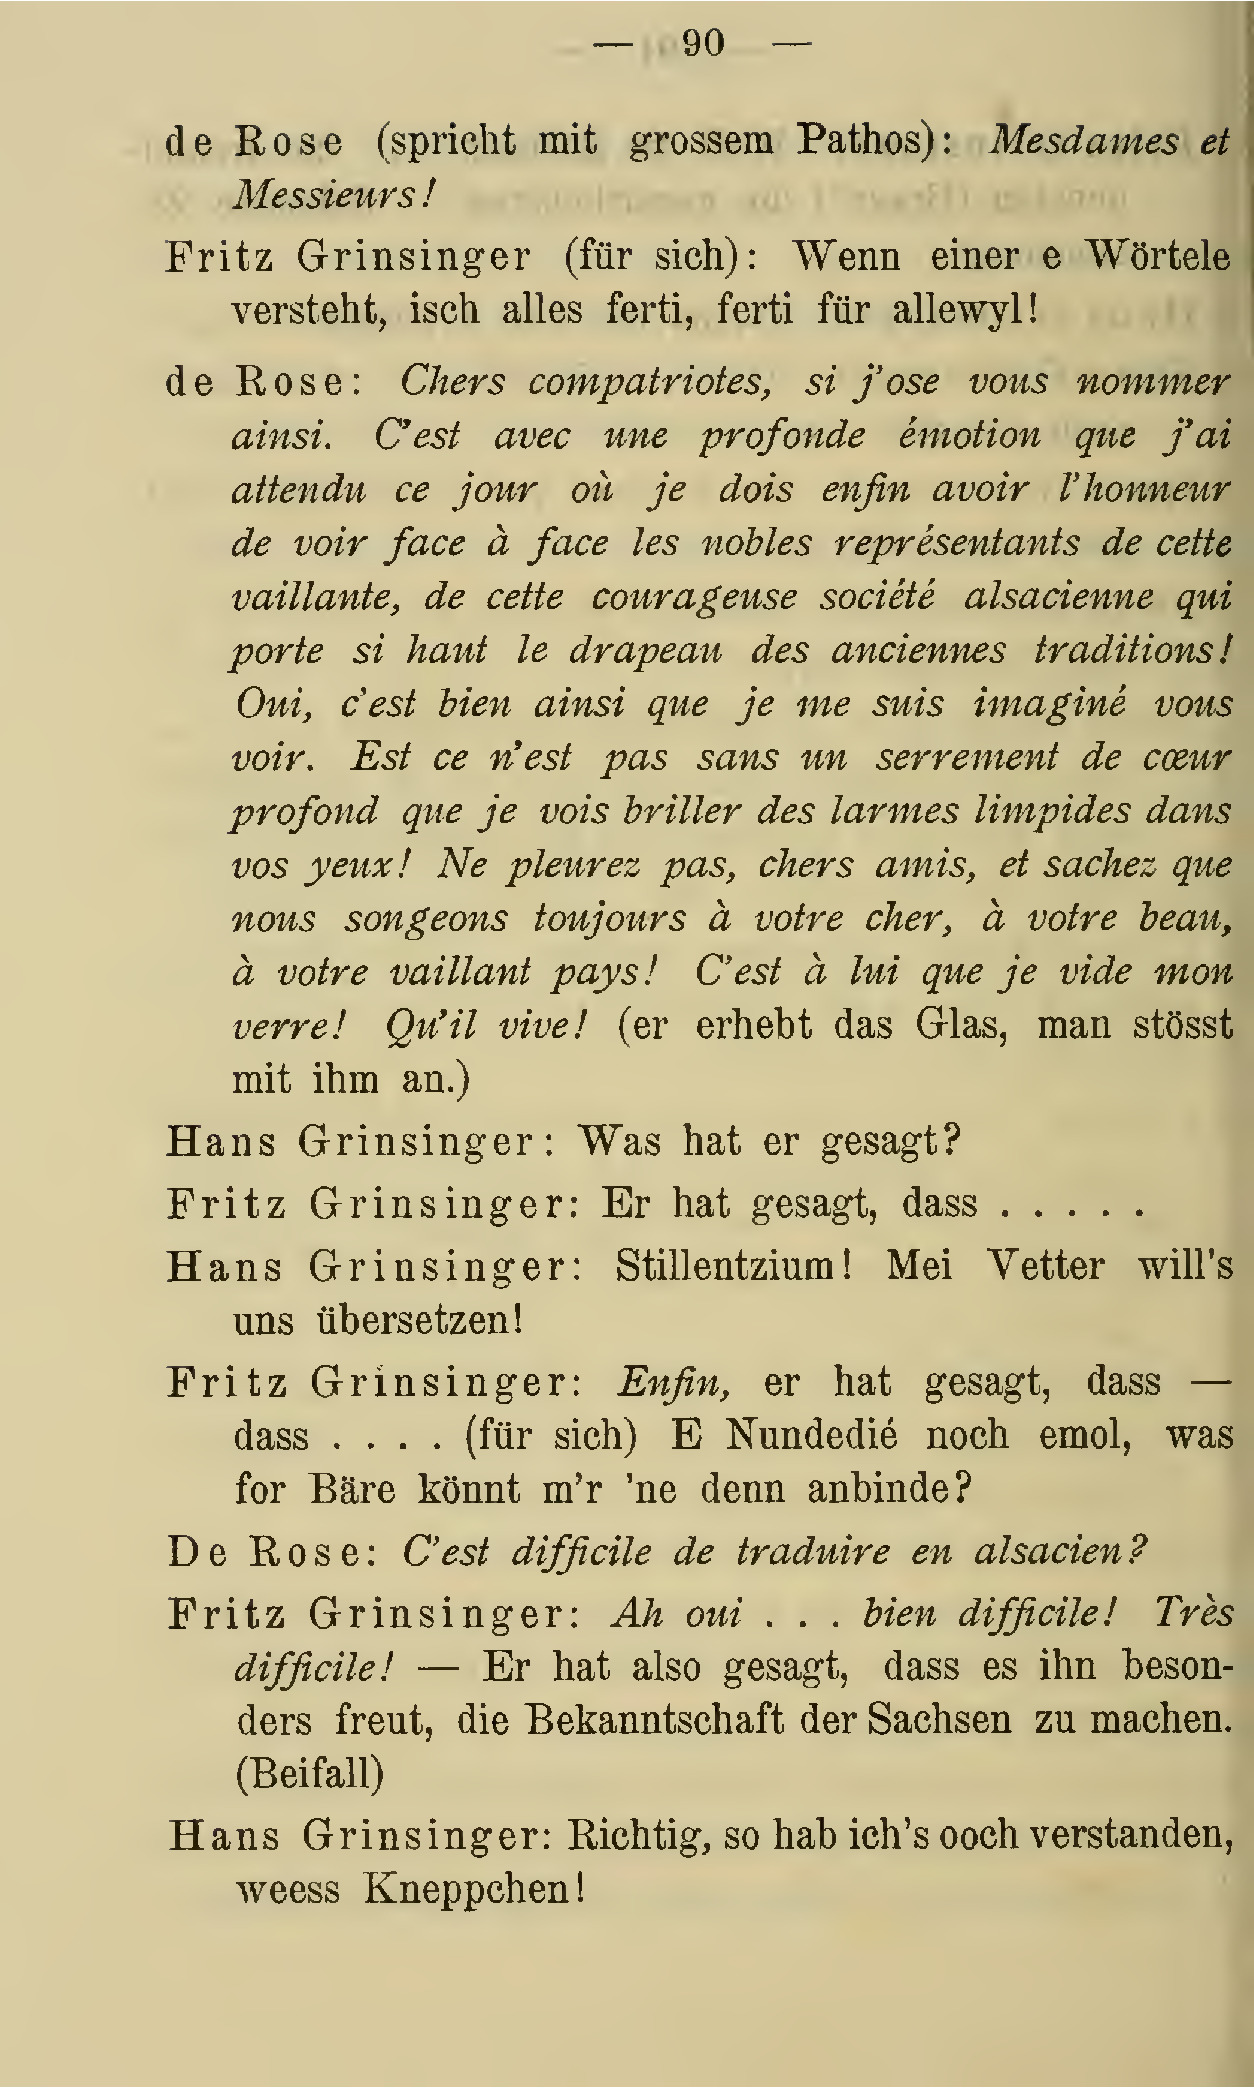 — 90 —
de Rose (spricht mit grossem Pathos): Mesdames et
Messieurs!
Fritz Grinsinger (für sich): Wenn einer e Wörtele
versteht, isch alles ferti, ferti für allewyl!
de Rose: Chers compatriotes, si j'ose vous nommer
ainsi. C'est avec une profonde émotion que j'ai
attendu ce jour où je dois enfin avoir l'honneur
de voir face à face les nobles représentants de cette
vaillante, de cette courageuse société alsacienne qui
porte si haut le drapeau des anciennes traditions!
Oui, c'est bien ainsi que je me suis imaginé vous
voir. Est ce n'est pas sans un serrement de cœur
profond que je vois briller des larmes limpides dans
vos yeux! Ne pleurez pas, chers amis, et sachez que
nous songeons toujours à votre cher, à votre beau,
à votre vaillant pays! C'est à lui que je vide mon
verre! Qu'il vive! (er erhebt das Glas, man stösst
mit ihm an.)
Hans Grinsinger: Was hat er gesagt?
Fritz Grinsinger: Er hat gesagt, dass . . . . .
Hans Grinsinger: Stillentzium! Mei Vetter will's
uns übersetzen!
Fritz Grinsinger: Enfin, er hat gesagt, dass —
dass . . . . (für sich) E Nundedié noch emol, was
for Bäre könnt m'r 'ne denn anbinde?
De Rose: C'est difficile de traduire en alsacien?
Fritz Grinsinger: Ah oui . . . bien difficile! Très
difficile! — Er hat also gesagt, dass es ihn beson-
ders freut, die Bekanntschaft der Sachsen zu machen.
(Beifall)
Hans Grinsinger: Richtig, so hab ich's ooch verstanden,
weess Kneppchen!